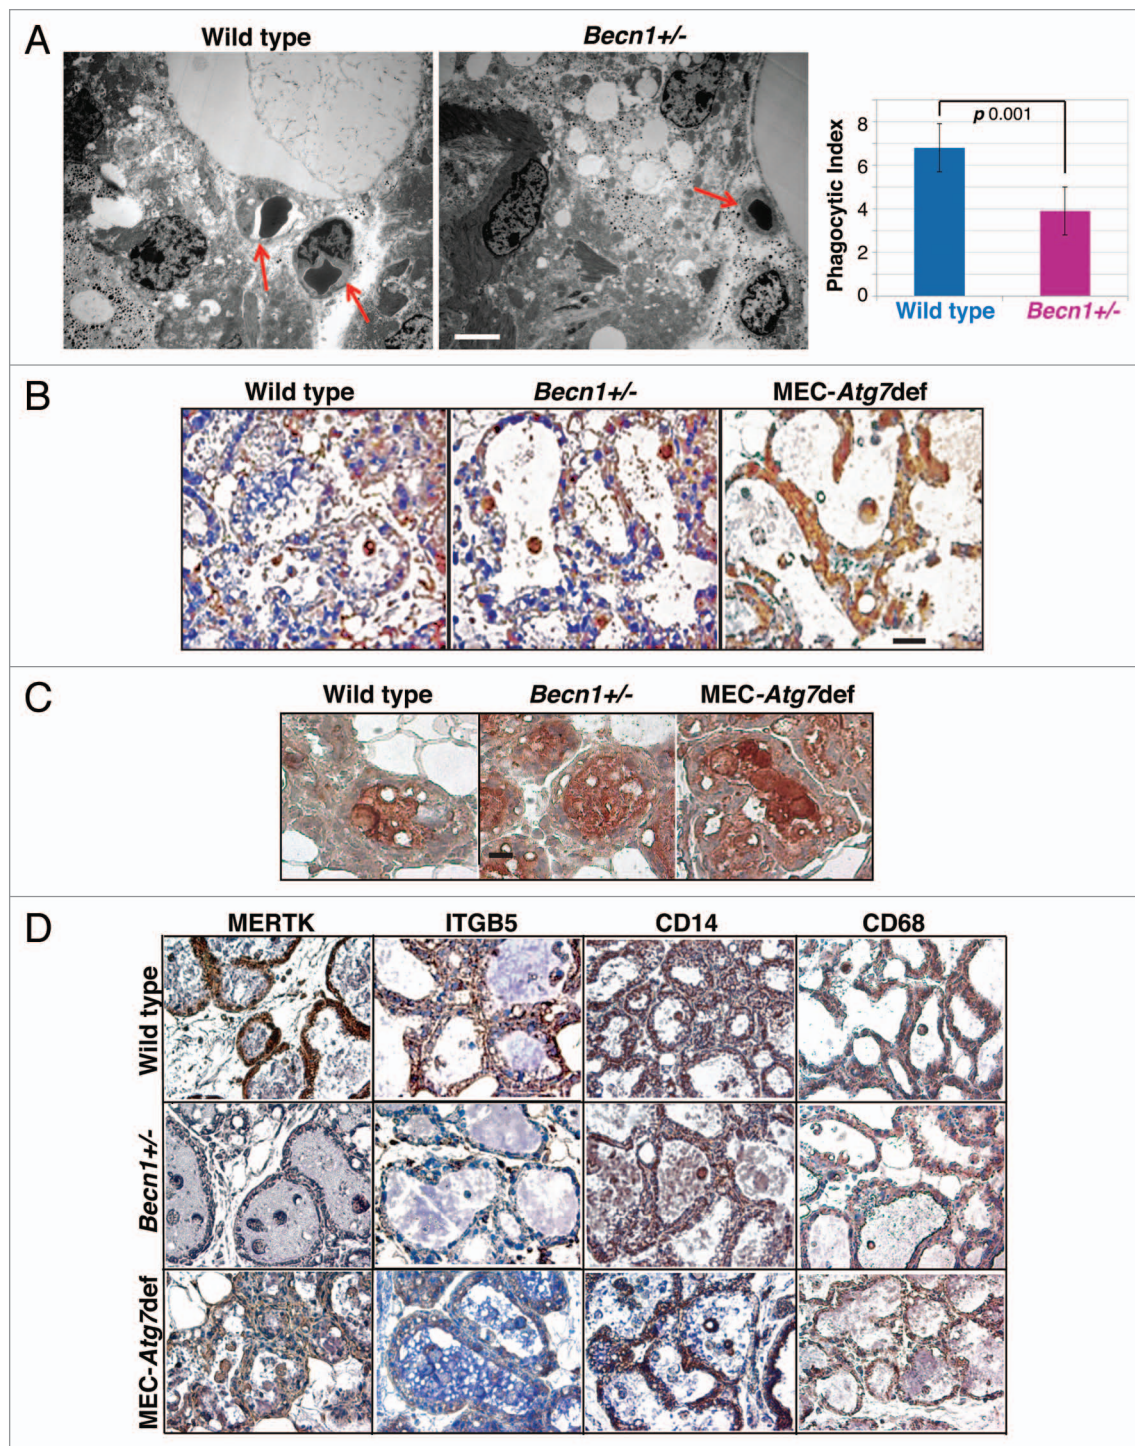 A
Wild type
Becn1+/-
Phagocytic Index
8
6
4
2
0
p 0.001
Wild type
Becn1+/-
B
Wild type
Becn1+/-
MEC-Atg7def
C
Wild type
Becn1+/-
MEC-Atg7def
D
MERTK
ITGB5
CD14
CD68
Wild type
Becn1+/-
MEC-Atg7def